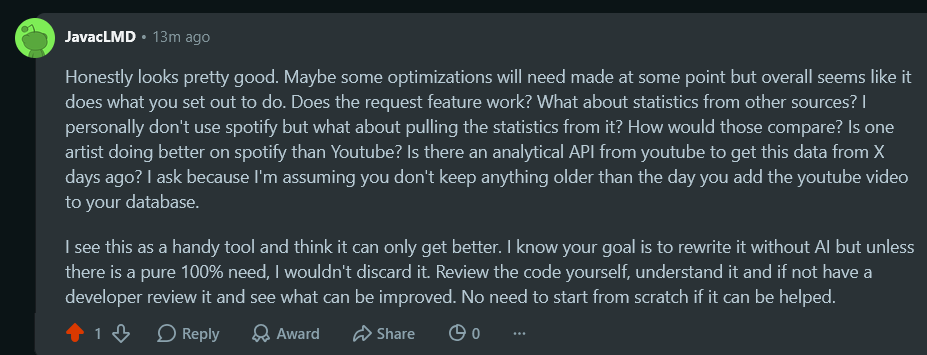 JavacLMD • 13m ago
Honestly looks pretty good. Maybe some optimizations will need made at some point but overall seems like it
does what you set out to do. Does the request feature work? What about statistics from other sources? I
personally don't use spotify but what about pulling the statistics from it? How would those compare? Is one
artist doing better on spotify than Youtube? Is there an analytical API from youtube to get this data from X
days ago? I ask because I'm assuming you don't keep anything older than the day you add the youtube video
to your database.
I see this as a handy tool and think it can only get better. I know your goal is to rewrite it without AI but unless
there is a pure 100% need, I wouldn't discard it. Review the code yourself, understand it and if not have a
developer review it and see what can be improved. No need to start from scratch if it can be helped.
1 Reply Award Share 0 ...